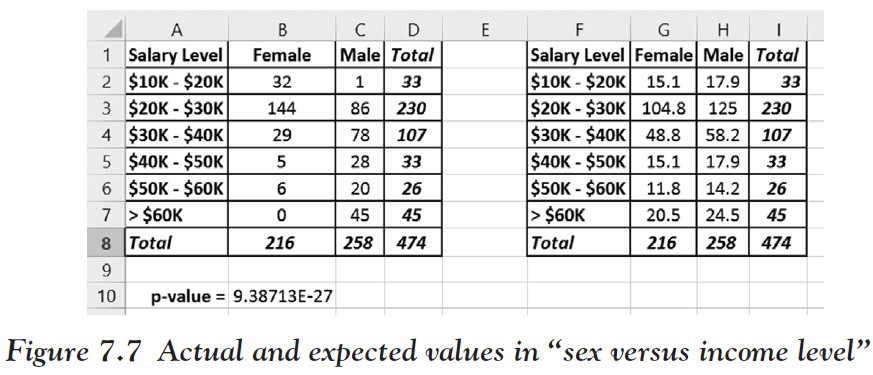 A B C D E F G H I
1 Salary Level Female Male Total Salary Level Female Male Total
2 $10K - $20K 32 1 33 $10K - $20K 15.1 17.9 33
3 $20K - $30K 144 86 230 $20K - $30K 104.8 125 230
4 $30K - $40K 29 78 107 $30K - $40K 48.8 58.2 107
5 $40K - $50K 5 28 33 $40K - $50K 15.1 17.9 33
6 $50K - $60K 6 20 26 $50K - $60K 11.8 14.2 26
7 > $60K 0 45 45 > $60K 20.5 24.5 45
8 Total 216 258 474 Total 216 258 474
9
10 p-value = 9.38713E-27
Figure 7.7 Actual and expected values in “sex versus income level”